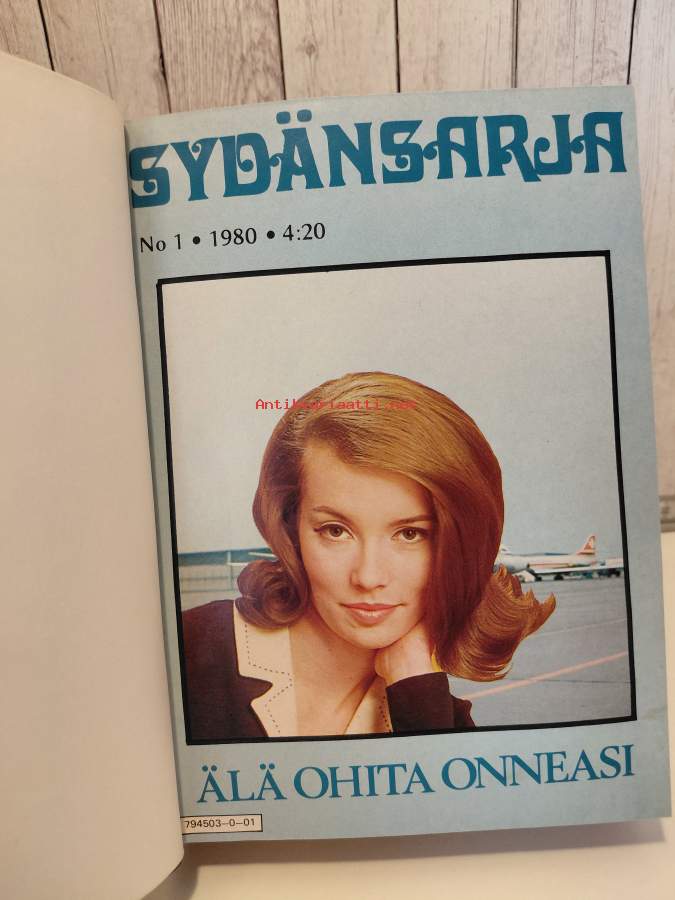 SYDÄNSARJA
No 1 • 1980 • 4:20
Antikvariaatti.net
ÄLÄ OHITA ONNEASI
794503-0-01